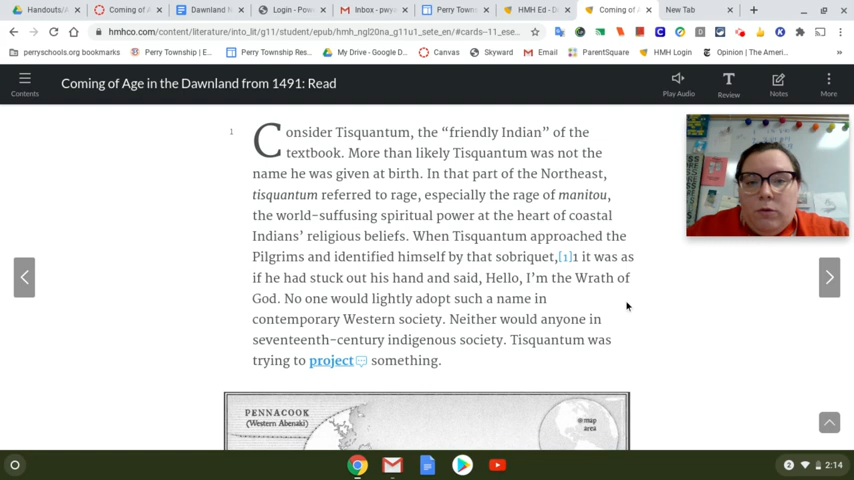 Handouts/A
Coming of A
Dawnland N
Login - Pow
Inbox - pwy
Perry Town
HMH Ed - D
Coming of A
New Tab
hmhco.com/content/literature/into_lit/g11/student/epub/hmh_ngl20na_g11u1_sete_en/#cards--11_ese...
perryschools.org bookmarks
Perry Township | E...
Perry Township Res...
My Drive - Google D...
Canvas
Skyward
Email
ParentSquare
HMH Login
Opinion | The Ameri...
Contents
Coming of Age in the Dawnland from 1491: Read
Play Audio
Review
Notes
More
1
Consider Tisquantum, the “friendly Indian” of the
textbook. More than likely Tisquantum was not the
name he was given at birth. In that part of the Northeast,
tisquantum referred to rage, especially the rage of manitou,
the world-suffusing spiritual power at the heart of coastal
Indians’ religious beliefs. When Tisquantum approached the
Pilgrims and identified himself by that sobriquet,[1]1 it was as
if he had stuck out his hand and said, Hello, I’m the Wrath of
God. No one would lightly adopt such a name in
contemporary Western society. Neither would anyone in
seventeenth-century indigenous society. Tisquantum was
trying to project something.
PENNACOOK
(Western Abenaki)
map
area
2
2:14